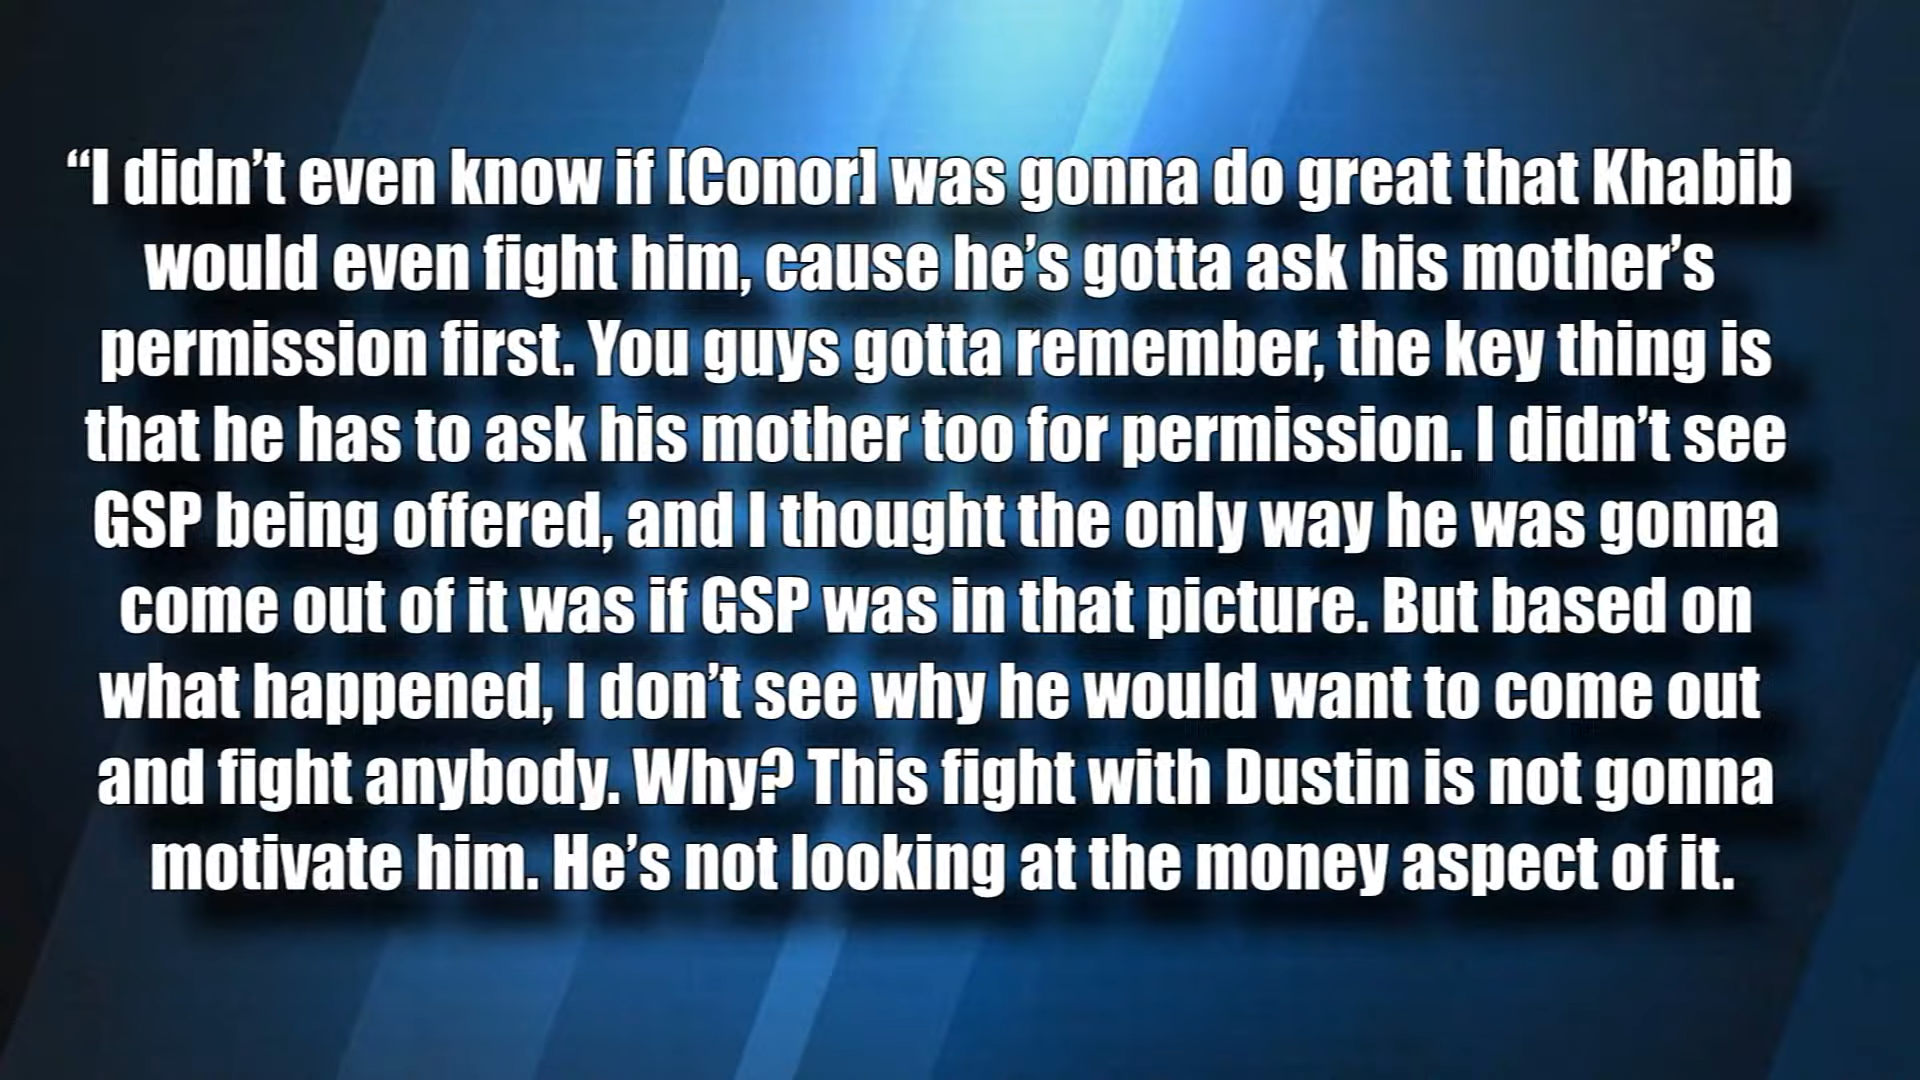 “I didn’t even know if [Conor] was gonna do great that Khabib
would even fight him, cause he’s gotta ask his mother’s
permission first. You guys gotta remember, the key thing is
that he has to ask his mother too for permission. I didn’t see
GSP being offered, and I thought the only way he was gonna
come out of it was if GSP was in that picture. But based on
what happened, I don’t see why he would want to come out
and fight anybody. Why? This fight with Dustin is not gonna
motivate him. He’s not looking at the money aspect of it.